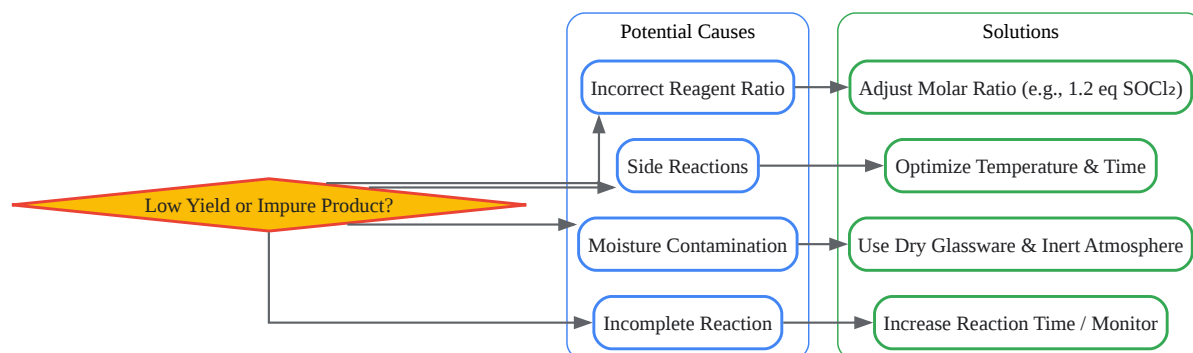 Potential Causes
Solutions
Incorrect Reagent Ratio
Adjust Molar Ratio (e.g., 1.2 eq SOCl₂)
Side Reactions
Optimize Temperature & Time
Low Yield or Impure Product?
Moisture Contamination
Use Dry Glassware & Inert Atmosphere
Incomplete Reaction
Increase Reaction Time / Monitor